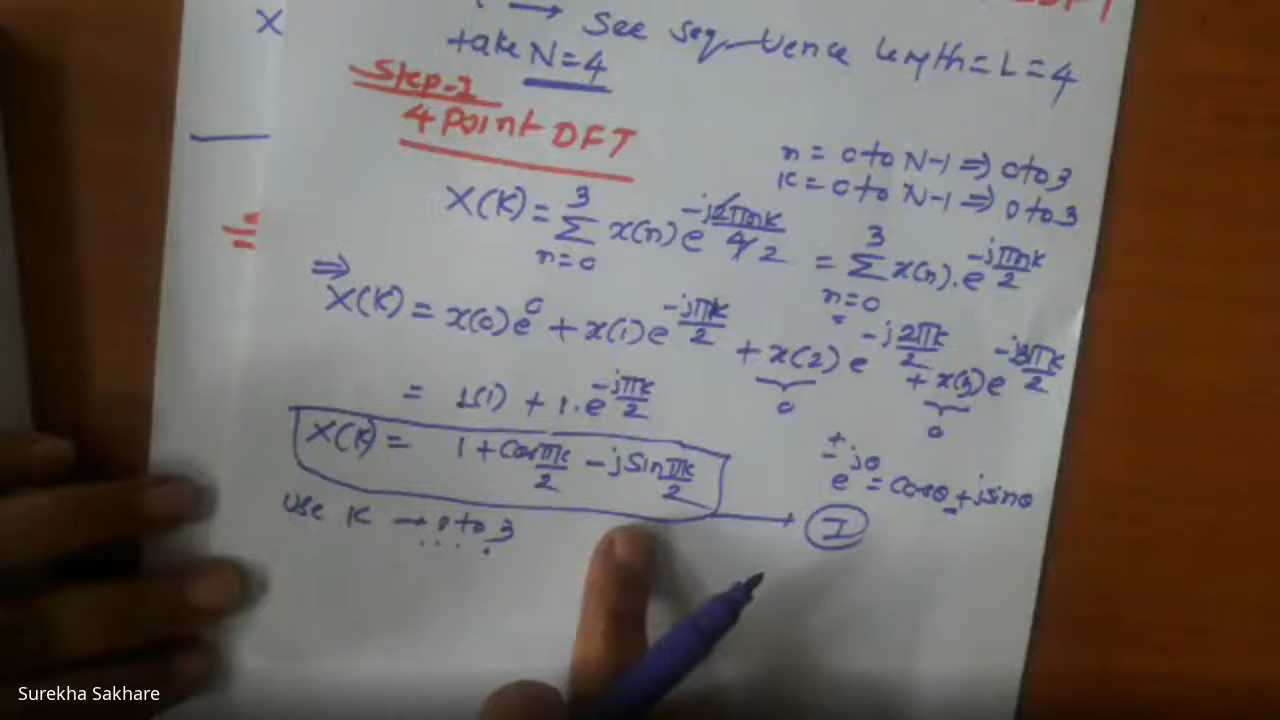 → See sequence length = L = 4
take N=4
Step-2
4 Point DFT
n = 0 to N-1 ⇒ 0 to 3
K = 0 to N-1 ⇒ 0 to 3
X(K) = Σ_{n=0}^{3} x(n) e^{-j2πnk/4/2} = Σ_{n=0}^{3} x(n).e^{-jπnk/2}
⇒ X(K) = x(0)e^0 + x(1)e^{-jπk/2} + x(2)e^{-j2πk/2} + x(3)e^{-j3πk/2}
0 0
= 1(1) + 1.e^{-jπk/2}
X(K) = 1 + Cos πk/2 - j Sin πk/2 → I
e^{±jθ} = Cosθ ± jsinθ
Use K → 0 to 3
Surekha Sakhare